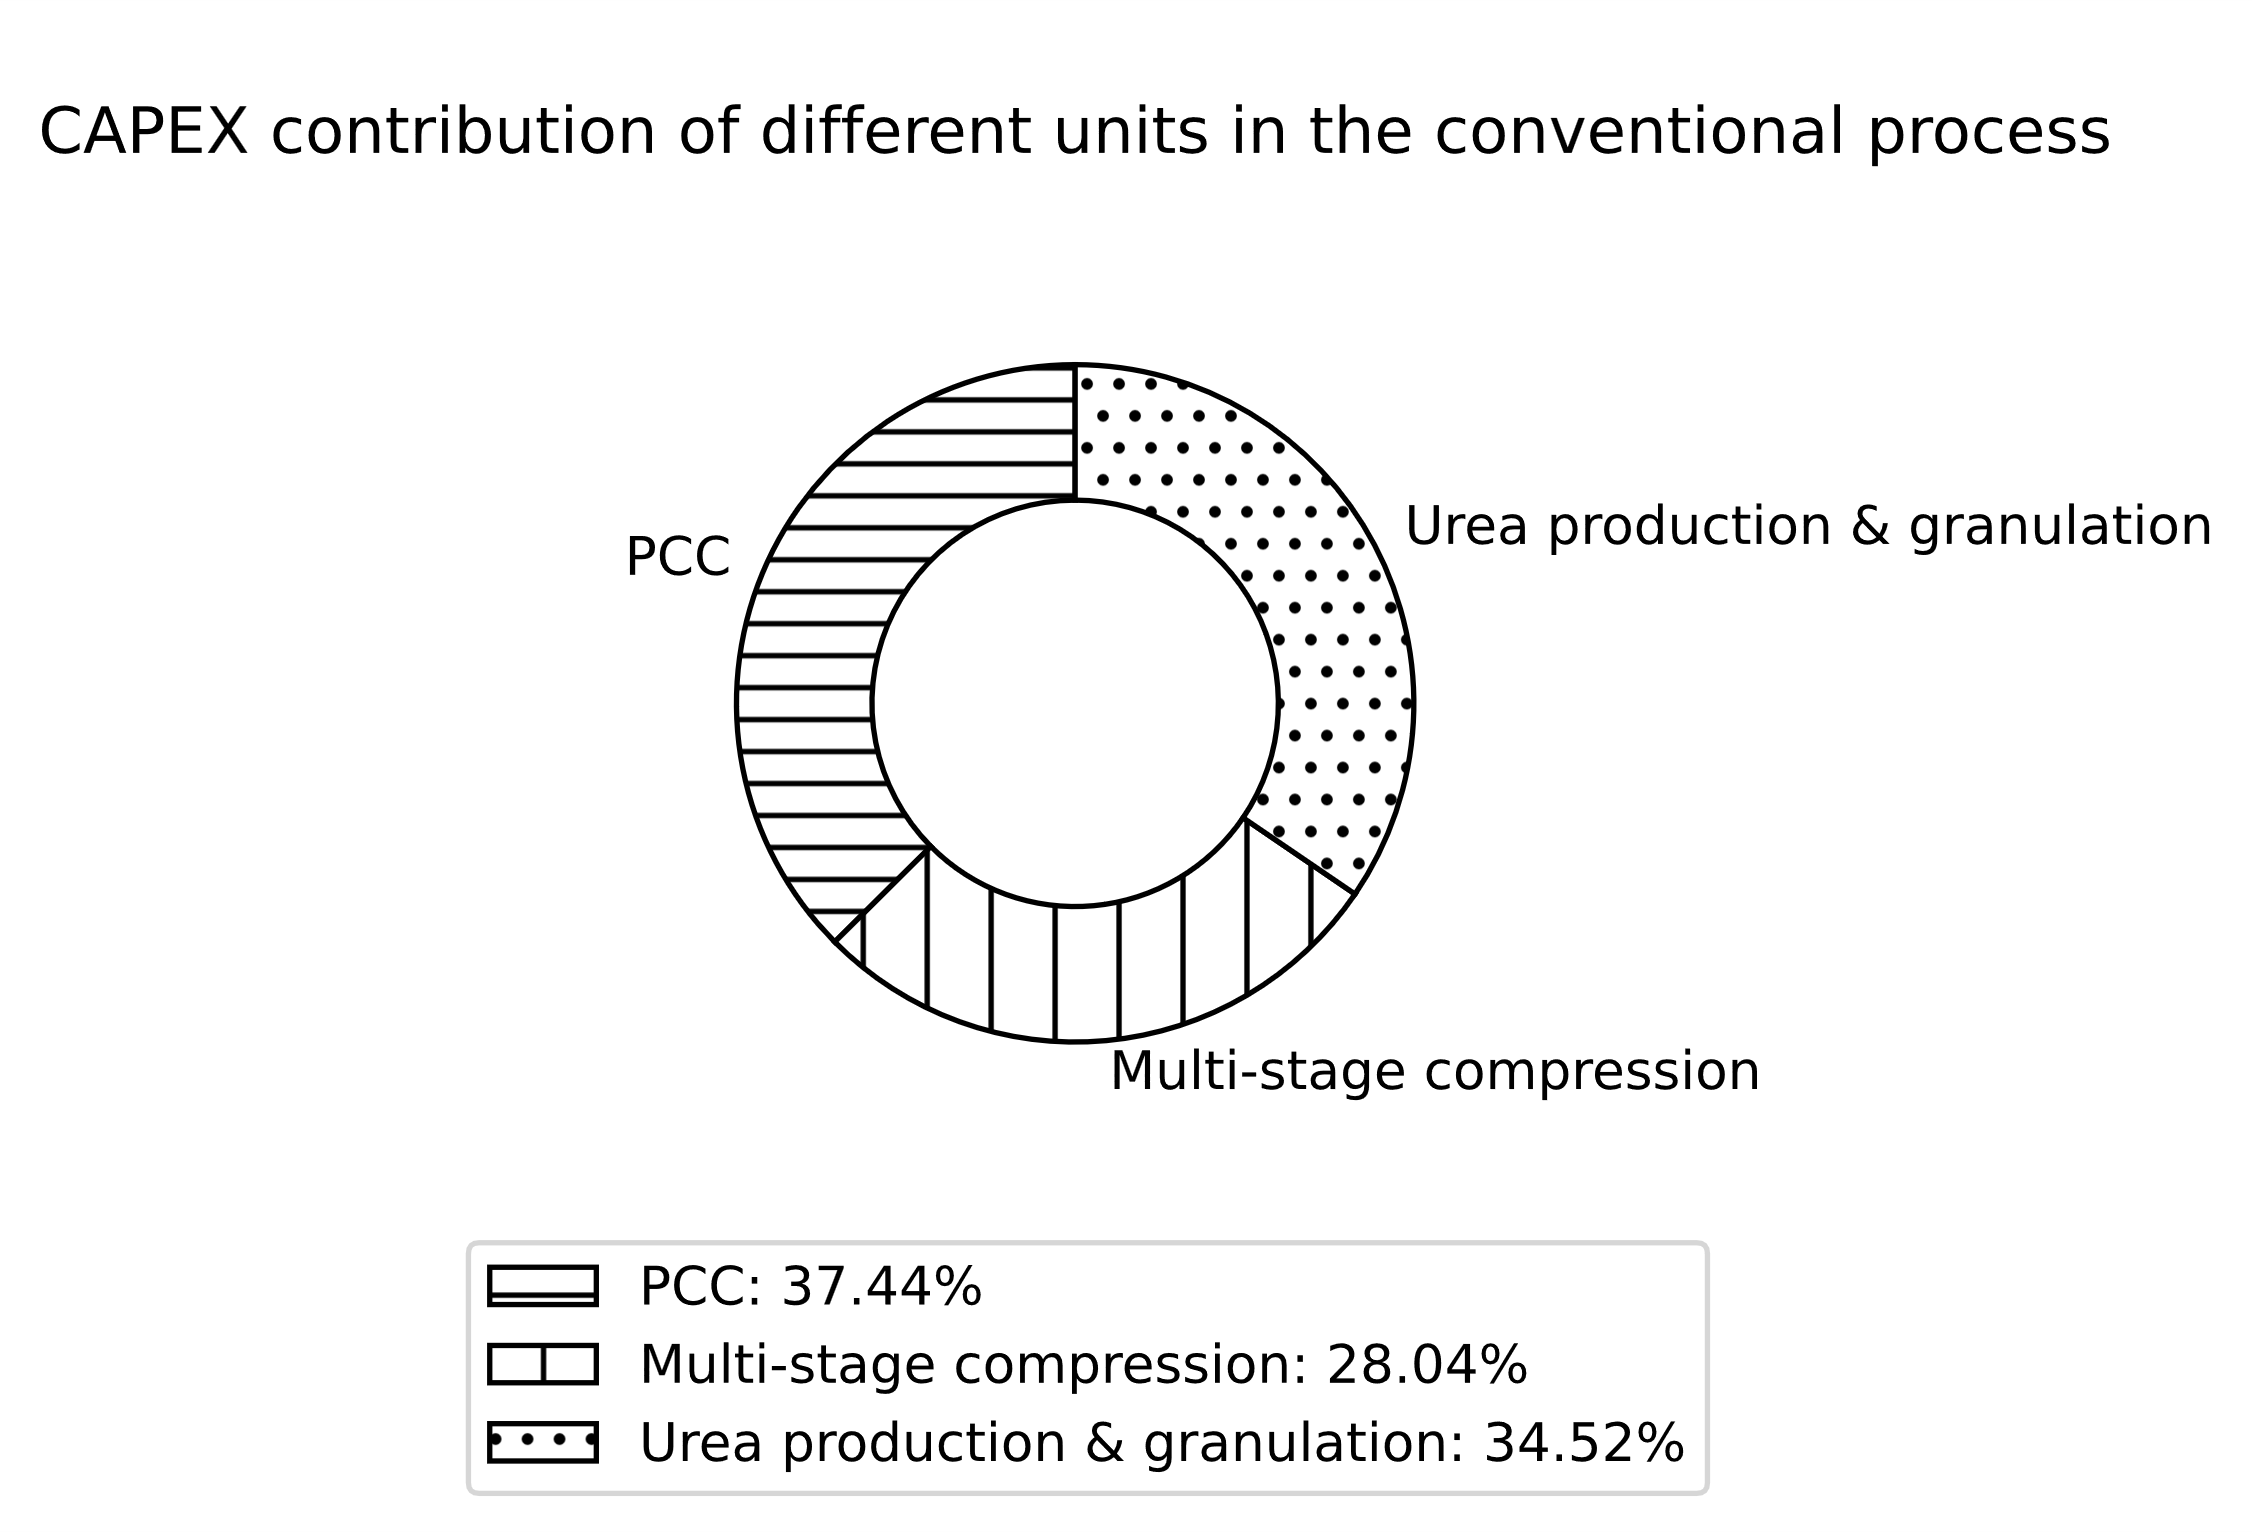 CAPEX contribution of different units in the conventional process
Urea production & granulation
PCC
Multi-stage compression
PCC: 37.44%
Multi-stage compression: 28.04%
Urea production & granulation: 34.52%